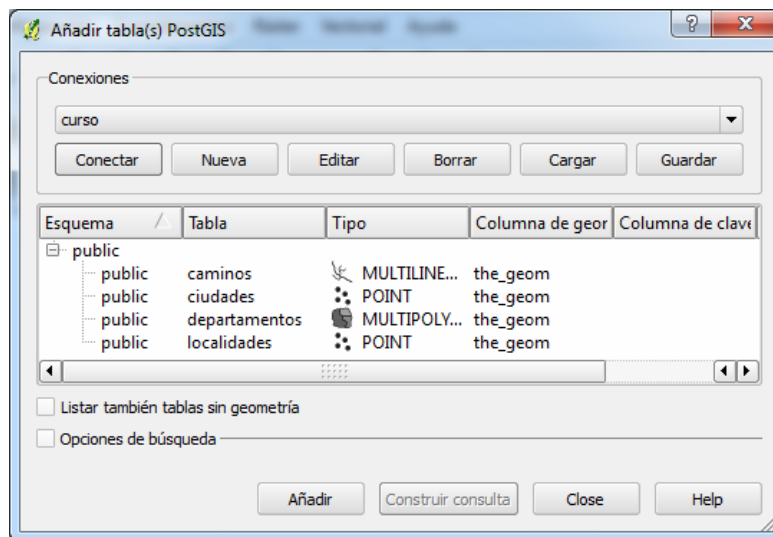 Añadir tabla(s) PostGIS
Conexiones
curso
Conectar Nueva Editar Borrar Cargar Guardar
Esquema Tabla Tipo Columna de geor Columna de clave
public
public caminos MULTILINE... the_geom
public ciudades POINT the_geom
public departamentos MULTIPOLY... the_geom
public localidades POINT the_geom
Listar también tablas sin geometría
Opciones de búsqueda
Añadir Construir consulta Close Help